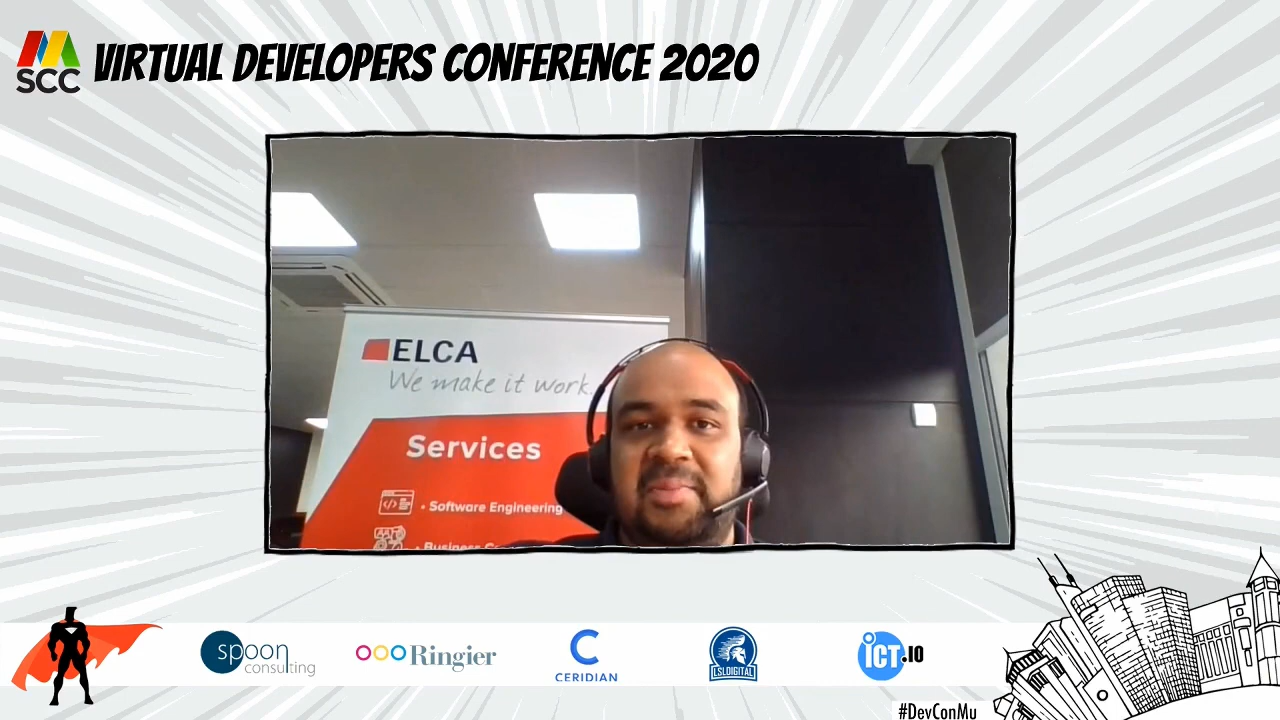 SCC
VIRTUAL DEVELOPERS CONFERENCE 2020
ELCA
We make it work.
Services
• Software Engineering
• Business
spoon
consulting
Ringier
C
CERIDIAN
LSLDIGITAL
iCT.IO
#DevConMu